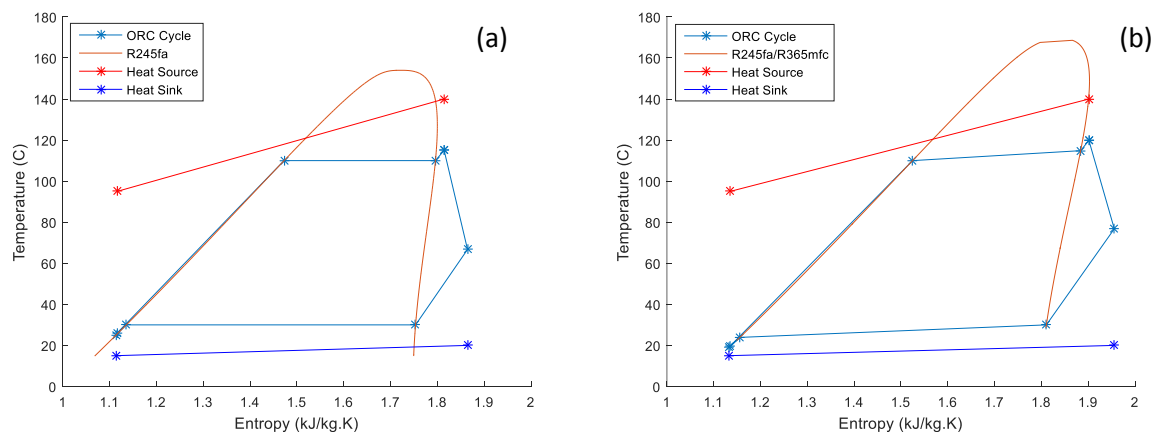 (a)
ORC Cycle
R245fa
Heat Source
Heat Sink
Temperature (C)
180
160
140
120
100
80
60
40
20
0
1 1.1 1.2 1.3 1.4 1.5 1.6 1.7 1.8 1.9 2
Entropy (kJ/kg.K)
(b)
ORC Cycle
R245fa/R365mfc
Heat Source
Heat Sink
Temperature (C)
180
160
140
120
100
80
60
40
20
0
1 1.1 1.2 1.3 1.4 1.5 1.6 1.7 1.8 1.9 2
Entropy (kJ/kg.K)